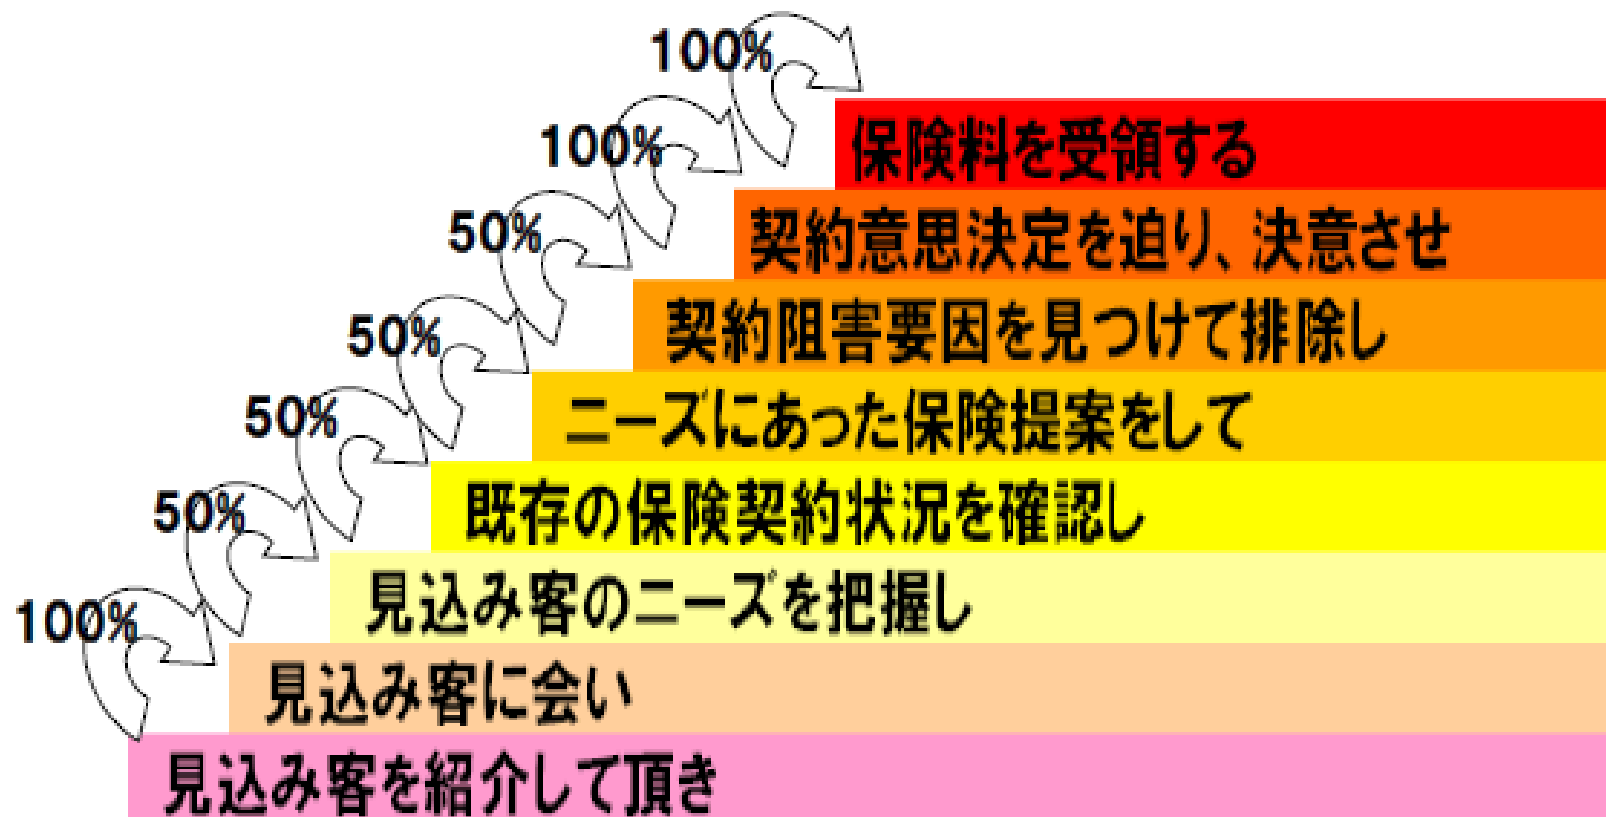 100%
保険料を受領する
100%
契約意思決定を迫り、決意させ
50%
契約阻害要因を見つけて排除し
50%
ニーズにあった保険提案をして
50%
既存の保険契約状況を確認し
50%
見込み客のニーズを把握し
100%
見込み客に会い
見込み客を紹介して頂き